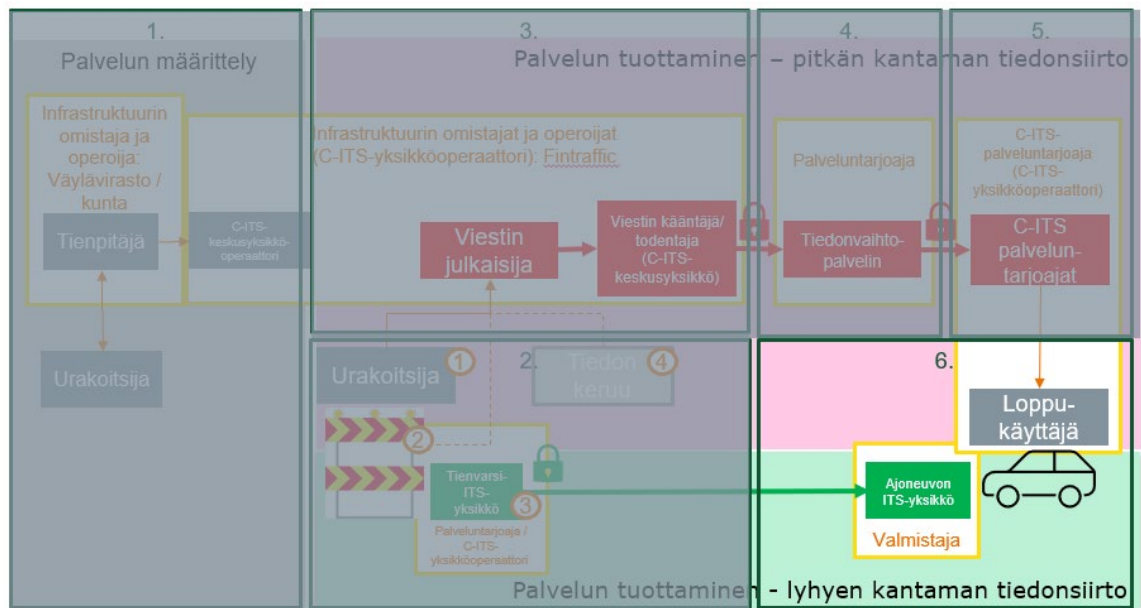 1.
Palvelun määrittely
Infrastruktuurin
omistaja ja
operoija:
Väylävirasto /
kunta
Tienpitäjä
C-ITS-
keskusyksikkö-
operaattori
Urakoitsija
3.
4.
5.
Palvelun tuottaminen – pitkän kantaman tiedonsiirto
Infrastruktuurin omistajat ja operoijat
(C-ITS-yksikköoperaattori): Fintraffic
Viestin
julkaisija
Viestin kääntäjä/
todentaja
(C-ITS-
keskusyksikkö)
Palveluntarjoaja
Tiedonvaihto-
palvelin
C-ITS-
palveluntarjoaja
(C-ITS-
yksikköoperaattori)
C-ITS
palvelun-
tarjoajat
2.
Urakoitsija
1
Tiedon
keruu
4
2
Tienvarsi-
ITS-
yksikkö
3
Palveluntarjoaja /
C-ITS-
yksikköoperaattori
6.
Loppu-
käyttäjä
Ajoneuvon
ITS-yksikkö
Valmistaja
Palvelun tuottaminen - lyhyen kantaman tiedonsiirto